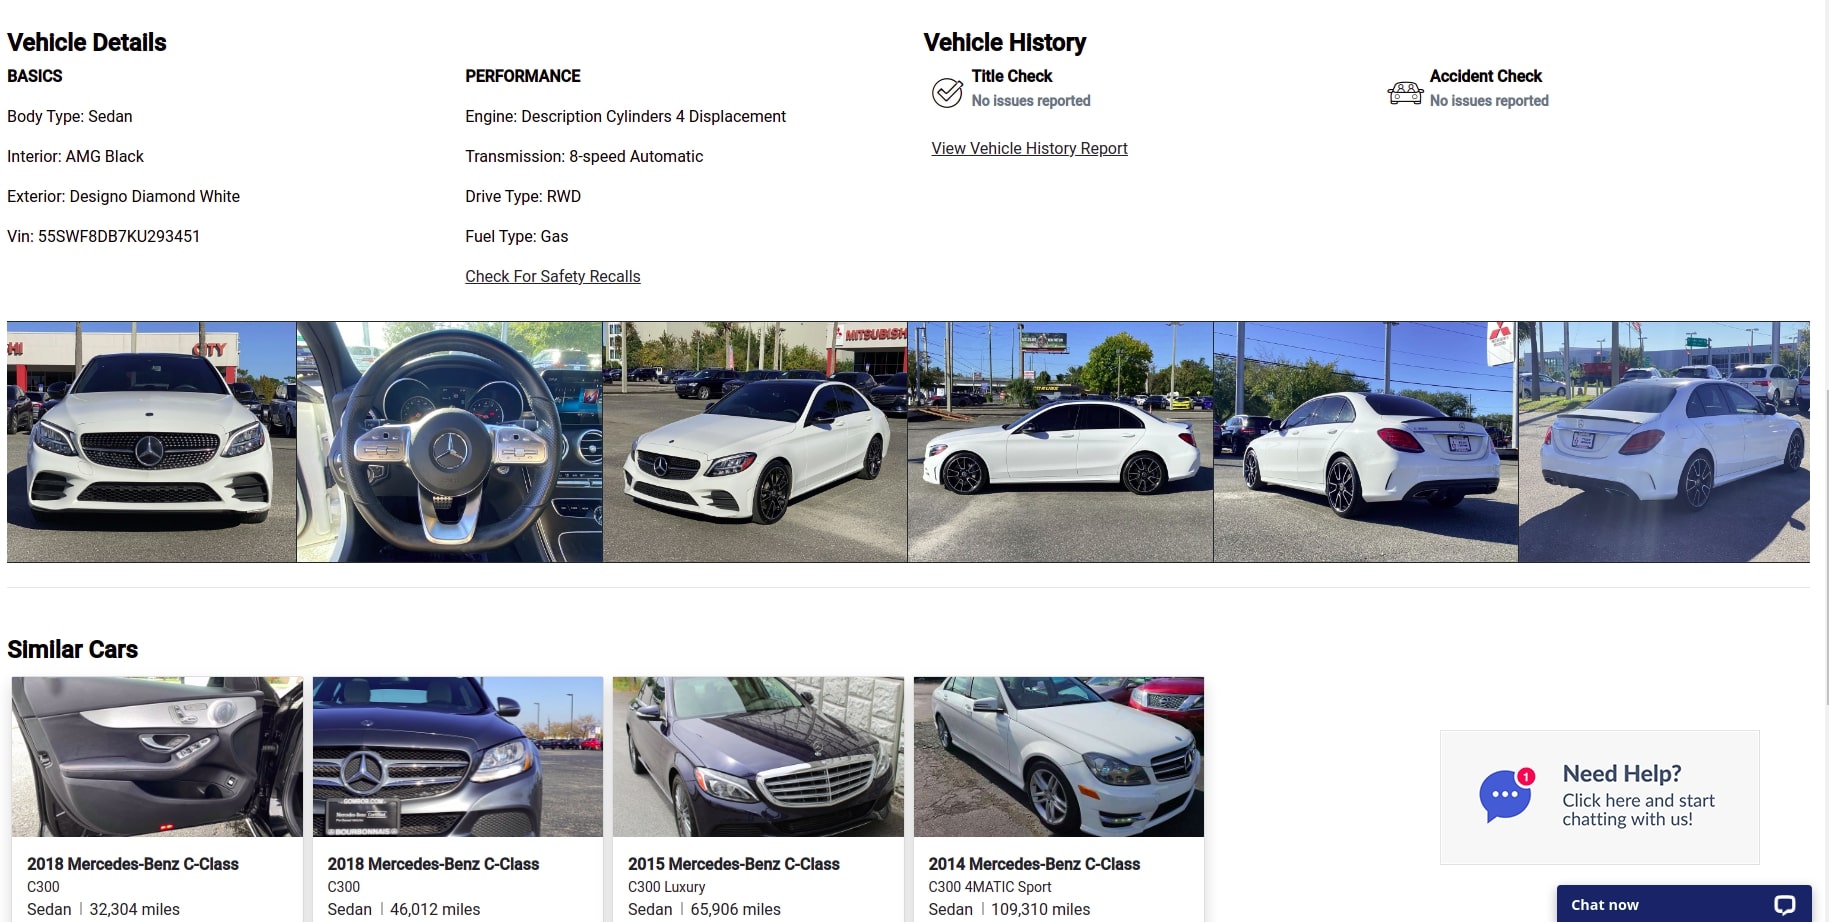 Vehicle Details
BASICS
Body Type: Sedan
Interior: AMG Black
Exterior: Designo Diamond White
Vin: 55SWF8DB7KU293451
PERFORMANCE
Engine: Description Cylinders 4 Displacement
Transmission: 8-speed Automatic
Drive Type: RWD
Fuel Type: Gas
Check For Safety Recalls
Vehicle History
Title Check
No issues reported
Accident Check
No issues reported
View Vehicle History Report
HI
CITY
MITSUBISH
Similar Cars
BOURBONNAIS
2018 Mercedes-Benz C-Class
C300
Sedan | 32,304 miles
2018 Mercedes-Benz C-Class
C300
Sedan | 46,012 miles
2015 Mercedes-Benz C-Class
C300 Luxury
Sedan | 65,906 miles
2014 Mercedes-Benz C-Class
C300 4MATIC Sport
Sedan | 109,310 miles
1
Need Help?
Click here and start
chatting with us!
Chat now